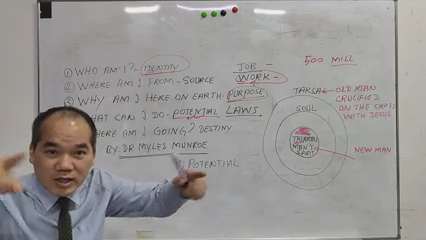 ① WHO AM I? - IDENTITY
② WHERE AM I FROM - SOURCE
③ WHY AM I HERE ON EARTH - PURPOSE
WHAT CAN I DO - POTENTIAL LAWS
HERE AM I GOING? DESTINY
BY. DR MYLES MUNROE
POTENTIAL
JOB -
WORK -
500 MILL
OLD MAN
CRUCIFIED
ON THE CROSS
WITH JESUS
SOUL
MAN'S
SPIRIT
NEW MAN